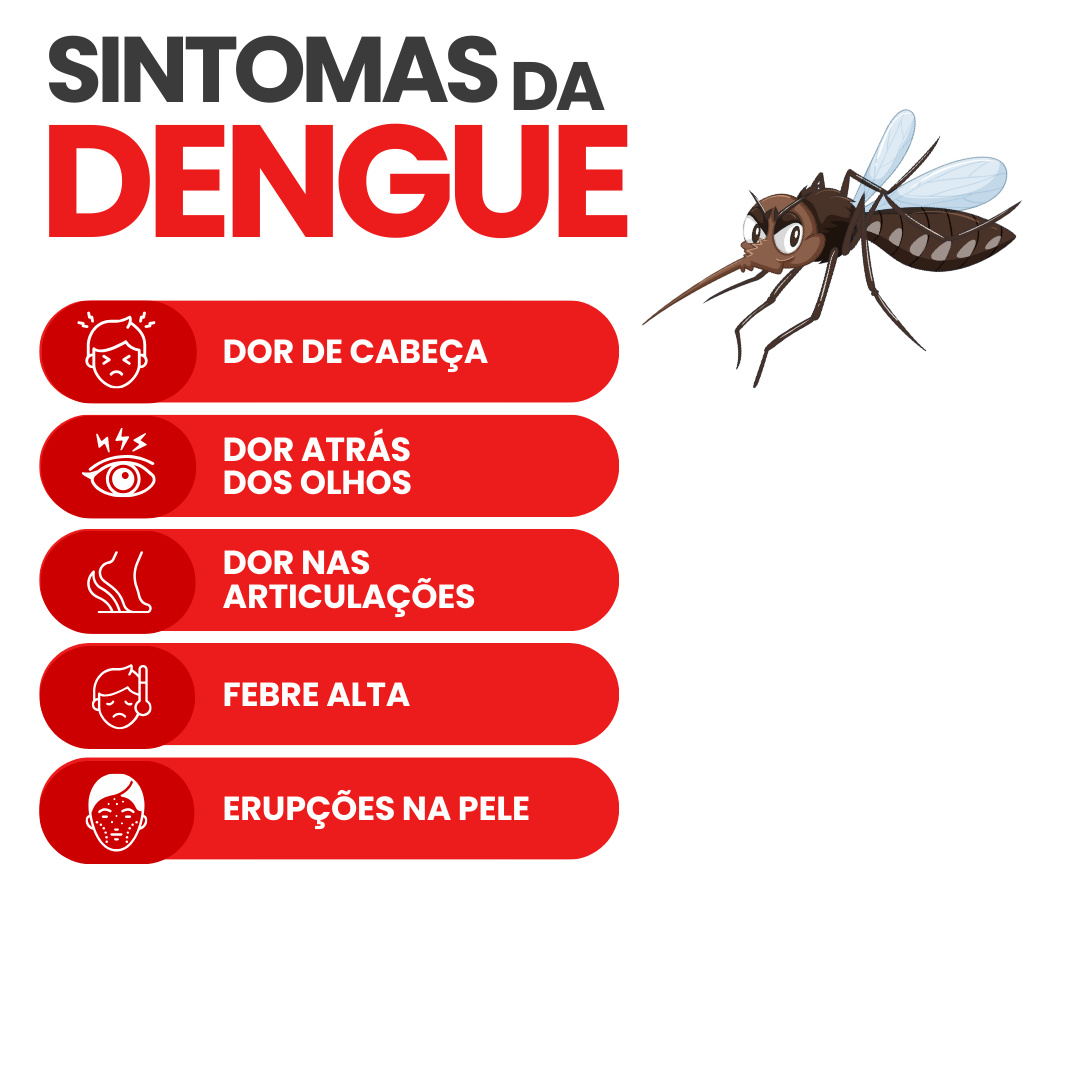 SINTOMAS DA
DENGUE
DOR DE CABEÇA
DOR ATRÁS
DOS OLHOS
DOR NAS
ARTICULAÇÕES
FEBRE ALTA
ERUPÇÕES NA PELE